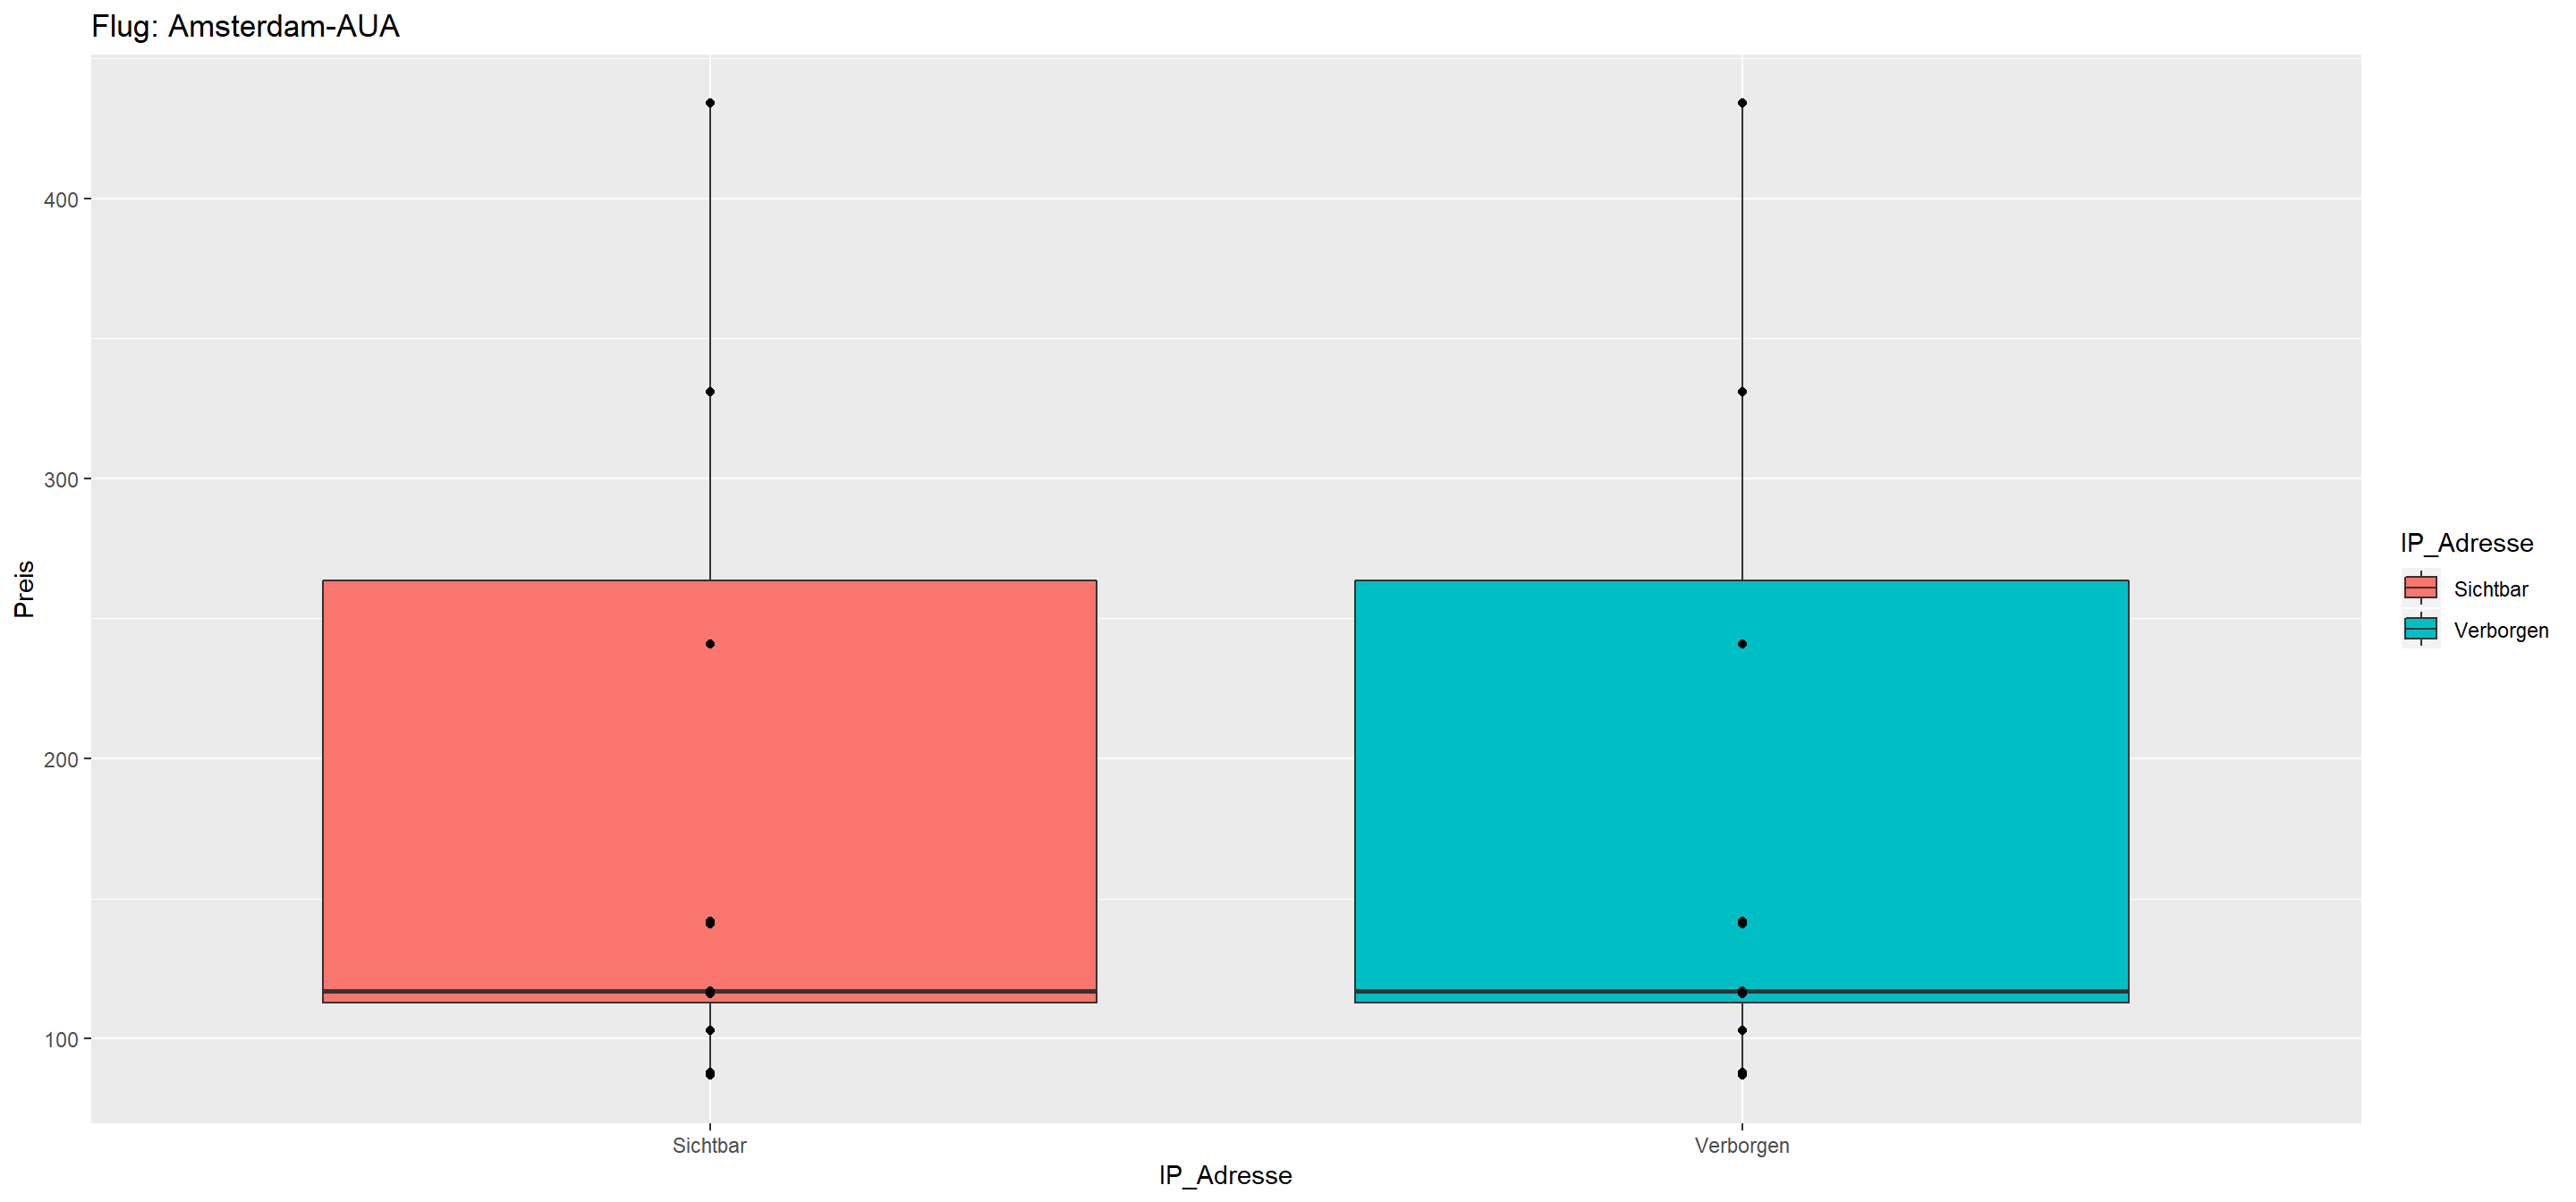 Flug: Amsterdam-AUA
Preis
400
300
200
100
Sichtbar
Verborgen
IP_Adresse
IP_Adresse
Sichtbar
Verborgen